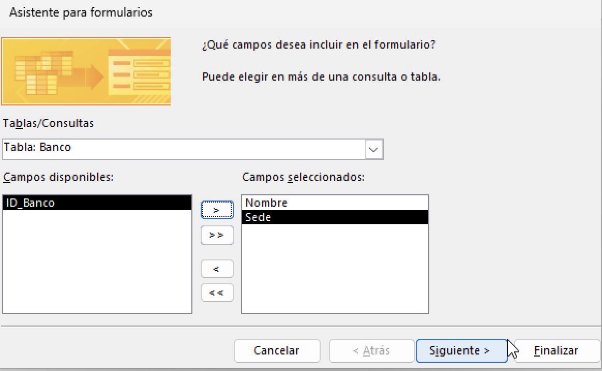 Asistente para formularios
¿Qué campos desea incluir en el formulario?
Puede elegir en más de una consulta o tabla.
Tablas/Consultas
Tabla: Banco
Campos disponibles:
Campos seleccionados:
ID_Banco
Nombre
Sede
>
>>
<
<<
Cancelar
< Atrás
Siguiente >
Finalizar